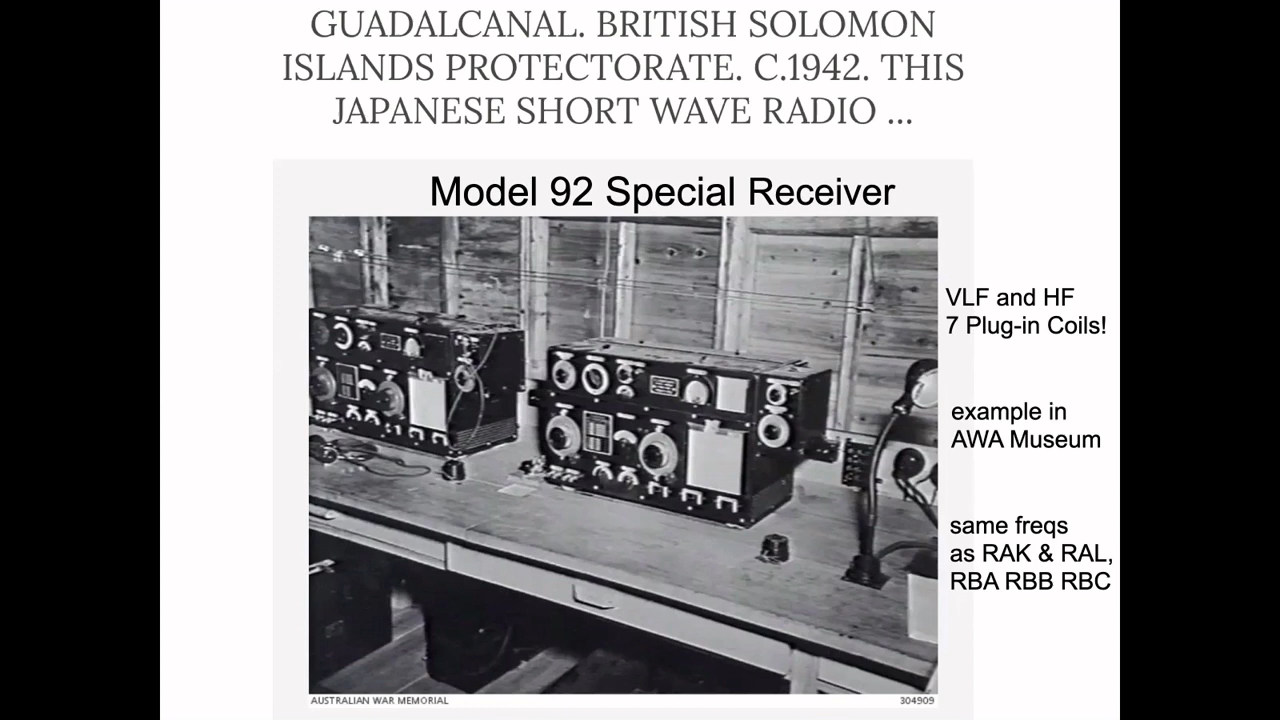 GUADALCANAL. BRITISH SOLOMON
ISLANDS PROTECTORATE. C.1942. THIS
JAPANESE SHORT WAVE RADIO ...
Model 92 Special Receiver
VLF and HF
7 Plug-in Coils!
example in
AWA Museum
same freqs
as RAK & RAL,
RBA RBB RBC
AUSTRALIAN WAR MEMORIAL
304909